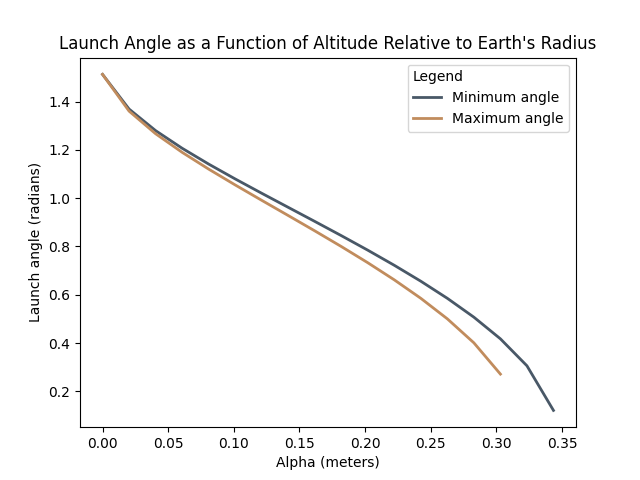 Launch Angle as a Function of Altitude Relative to Earth's Radius
Legend
Minimum angle
Maximum angle
Launch angle (radians)
1.4
1.2
1.0
0.8
0.6
0.4
0.2
0.00 0.05 0.10 0.15 0.20 0.25 0.30 0.35
Alpha (meters)